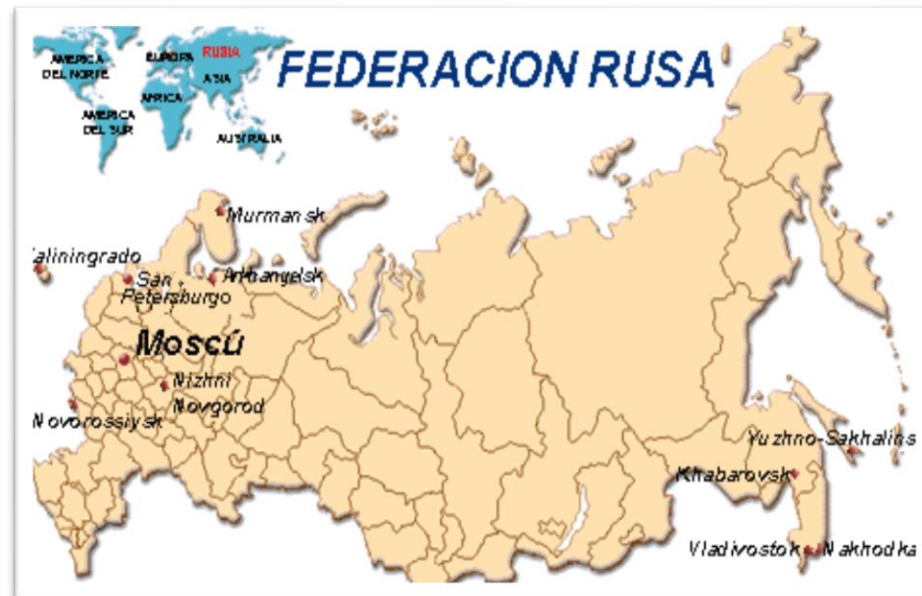 FEDERACION RUSA
AMERICA
DEL NORTE
EUROPA
RUSIA
ASIA
AFRICA
AMERICA
DEL SUR
AUSTRALIA
Murmansk
aliningrado
San
Petersburgo
Arkhangelsk
Moscú
Nizhni
Novgorod
Novorossiysk
Yuzhno-Sakhalins
Khabarovsk
Vladivostok
Nakhodka